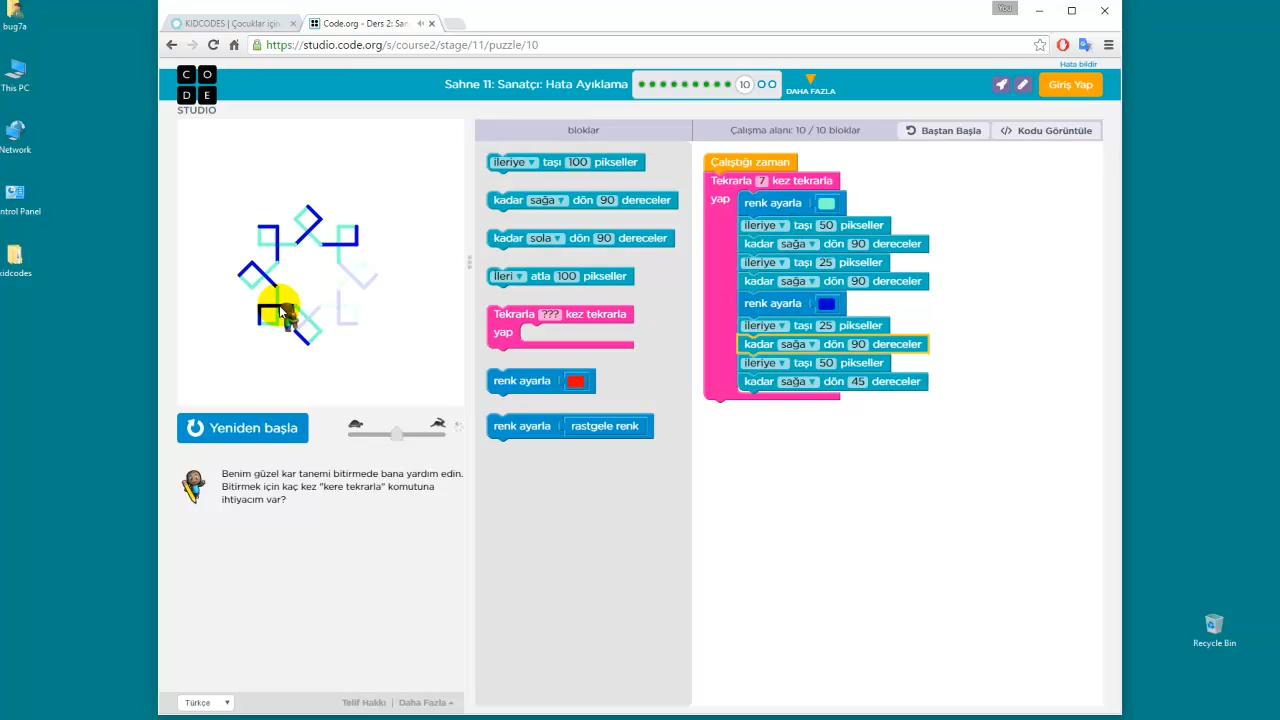 bug7a
This PC
Network
ntrol Panel
kidcodes
Recycle Bin
You
KIDCODES | Çocuklar için
Code.org - Ders 2: San
https://studio.code.org/s/course2/stage/11/puzzle/10
Hata bildir
C O
D E
STUDIO
Sahne 11: Sanatçı: Hata Ayıklama
10
DAHA FAZLA
Giriş Yap
bloklar
Çalışma alanı: 10 / 10 bloklar
Baştan Başla
</> Kodu Görüntüle
ileriye taşı 100 pikseller
kadar sağa dön 90 dereceler
kadar sola dön 90 dereceler
İleri atla 100 pikseller
Tekrarla ??? kez tekrarla
yap
renk ayarla
renk ayarla rastgele renk
Çalıştığı zaman
Tekrarla 7 kez tekrarla
yap
renk ayarla
ileriye taşı 50 pikseller
kadar sağa dön 90 dereceler
ileriye taşı 25 pikseller
kadar sağa dön 90 dereceler
renk ayarla
ileriye taşı 25 pikseller
kadar sağa dön 90 dereceler
ileriye taşı 50 pikseller
kadar sağa dön 45 dereceler
Yeniden başla
Benim güzel kar tanemi bitirmede bana yardım edin.
Bitirmek için kaç kez "kere tekrarla" komutuna
ihtiyacım var?
Türkçe
Telif Hakkı | Daha Fazla